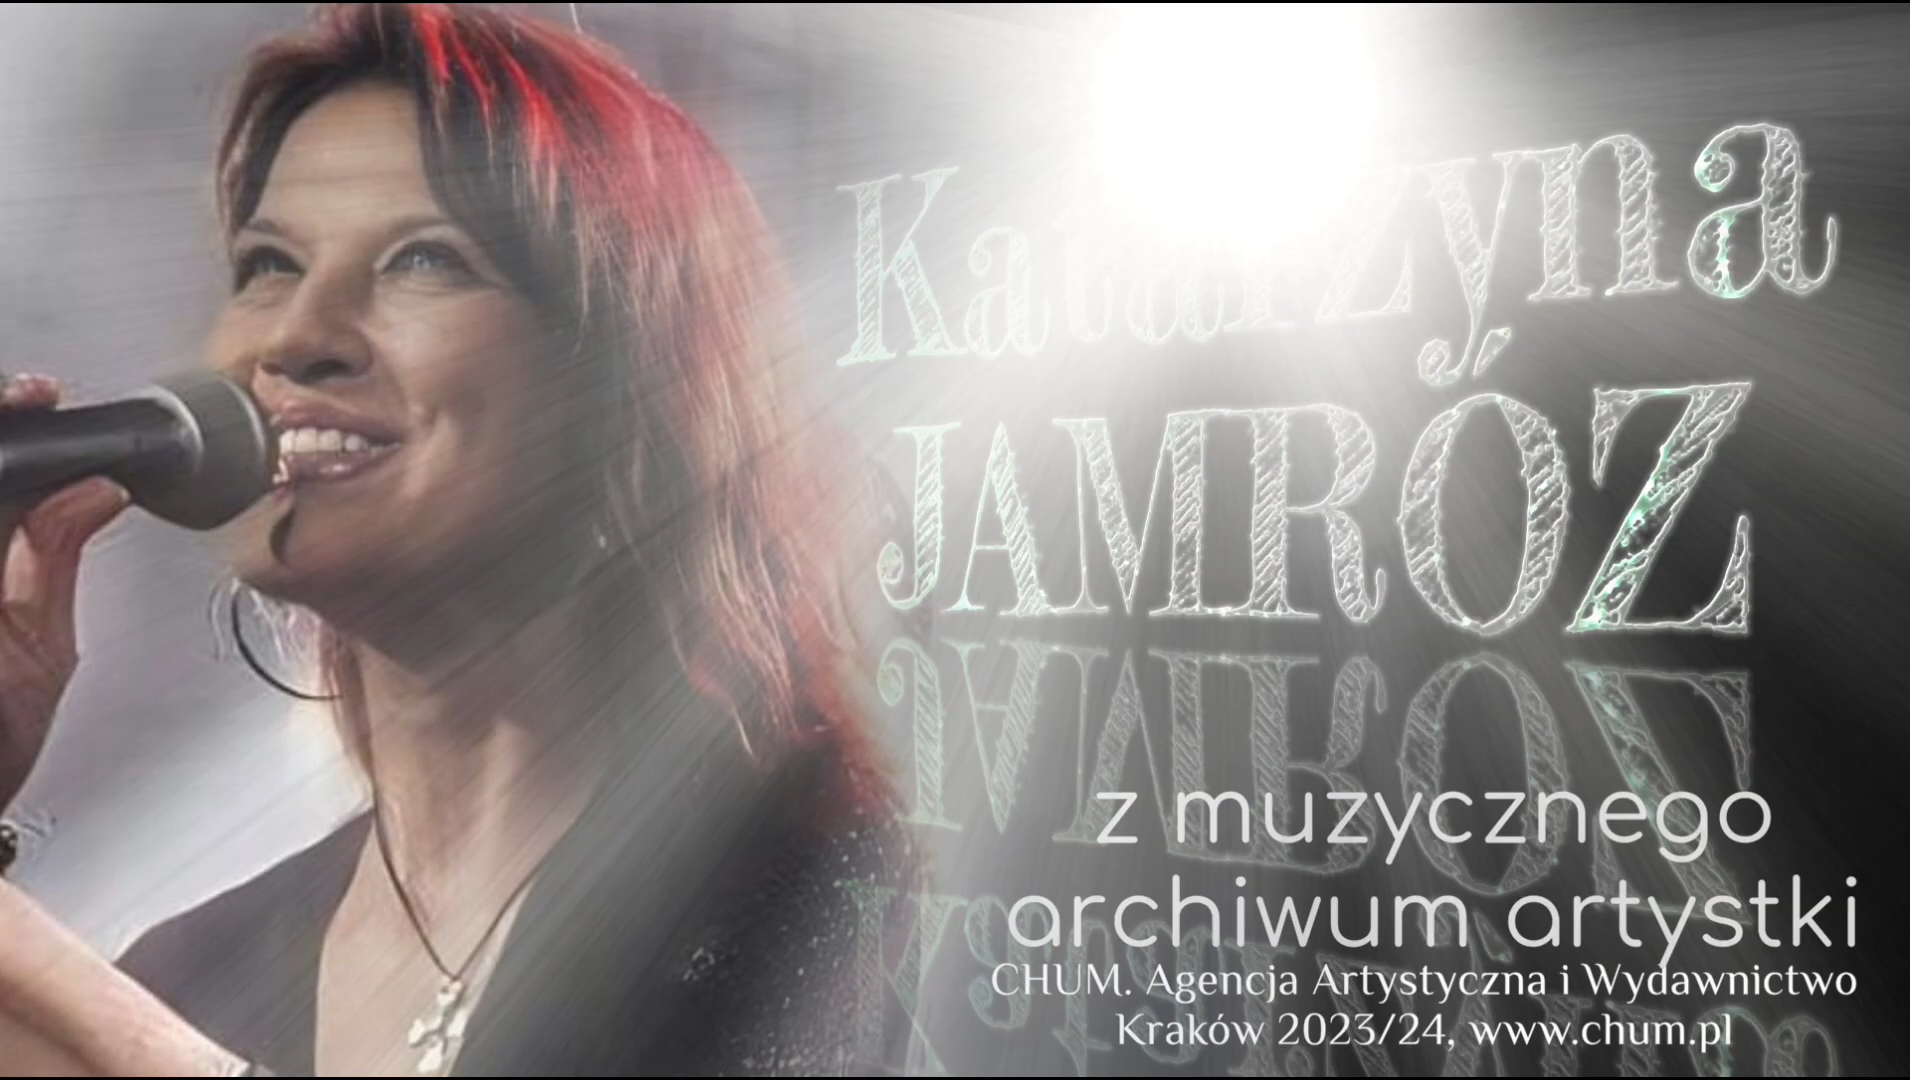 Katarzyna
JAMRÓZ
z muzycznego
archiwum artystki
CHUM. Agencja Artystyczna i Wydawnictwo
Kraków 2023/24, www.chum.pl